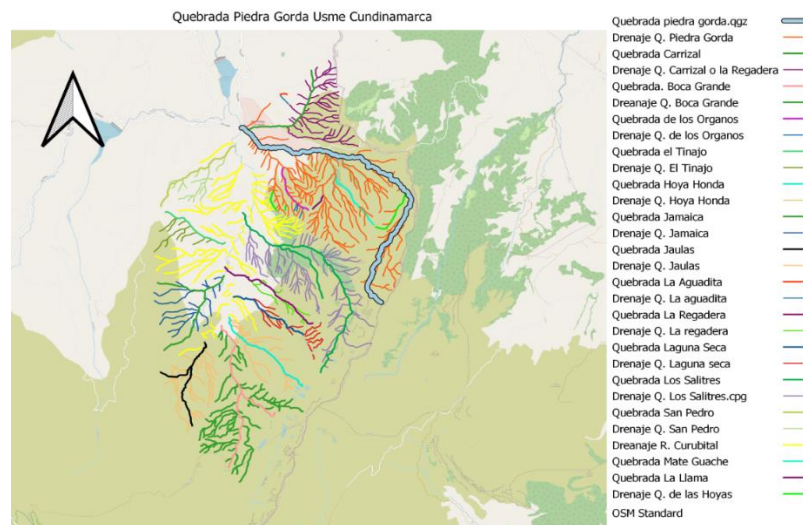 Quebrada Piedra Gorda Usme Cundinamarca
Quebrada piedra gorda.qgz
Drenaje Q. Piedra Gorda
Quebrada Carrizal
Drenaje Q. Carrizal o la Regadera
Quebrada. Boca Grande
Dreanaje Q. Boca Grande
Quebrada de los Organos
Drenaje Q. de los Organos
Quebrada el Tinajo
Drenaje Q. El Tinajo
Quebrada Hoya Honda
Drenaje Q. Hoya Honda
Quebrada Jamaica
Drenaje Q. Jamaica
Quebrada Jaulas
Drenaje Q. Jaulas
Quebrada La Aguadita
Drenaje Q. La aguadita
Quebrada La Regadera
Drenaje Q. La regadera
Quebrada Laguna Seca
Drenaje Q. Laguna seca
Quebrada Los Salitres
Drenaje Q. Los Salitres.cpg
Quebrada San Pedro
Drenaje Q. San Pedro
Dreanaje R. Curubital
Quebrada Mate Guache
Quebrada La Llama
Drenaje Q. de las Hoyas
OSM Standard